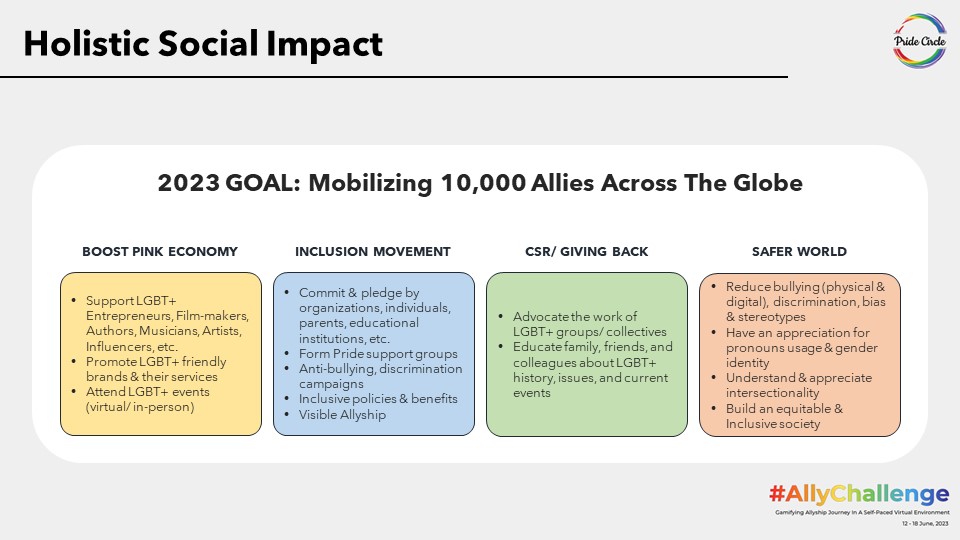 Holistic Social Impact
Pride Circle
2023 GOAL: Mobilizing 10,000 Allies Across The Globe
BOOST PINK ECONOMY
• Support LGBT+
Entrepreneurs, Film-makers,
Authors, Musicians, Artists,
Influencers, etc.
• Promote LGBT+ friendly
brands & their services
• Attend LGBT+ events
(virtual/ in-person)
INCLUSION MOVEMENT
• Commit & pledge by
organizations, individuals,
parents, educational
institutions, etc.
• Form Pride support groups
• Anti-bullying, discrimination
campaigns
• Inclusive policies & benefits
• Visible Allyship
CSR/ GIVING BACK
• Advocate the work of
LGBT+ groups/ collectives
• Educate family, friends, and
colleagues about LGBT+
history, issues, and current
events
SAFER WORLD
• Reduce bullying (physical &
digital), discrimination, bias
& stereotypes
• Have an appreciation for
pronouns usage & gender
identity
• Understand & appreciate
intersectionality
• Build an equitable &
Inclusive society
#AllyChallenge
Gamifying Allyship Journey In A Self-Paced Virtual Environment
12 - 18 June, 2023